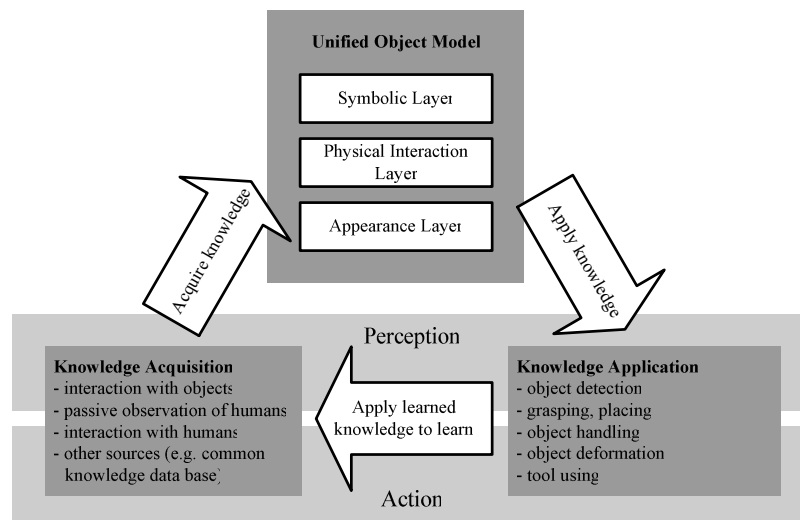 Unified Object Model
Symbolic Layer
Physical Interaction
Layer
Appearance Layer
Acquire knowledge
Apply knowledge
Perception
Knowledge Acquisition
- interaction with objects
- passive observation of humans
- interaction with humans
- other sources (e.g. common
knowledge data base)
Apply learned
knowledge to learn
Knowledge Application
- object detection
- grasping, placing
- object handling
- object deformation
- tool using
Action